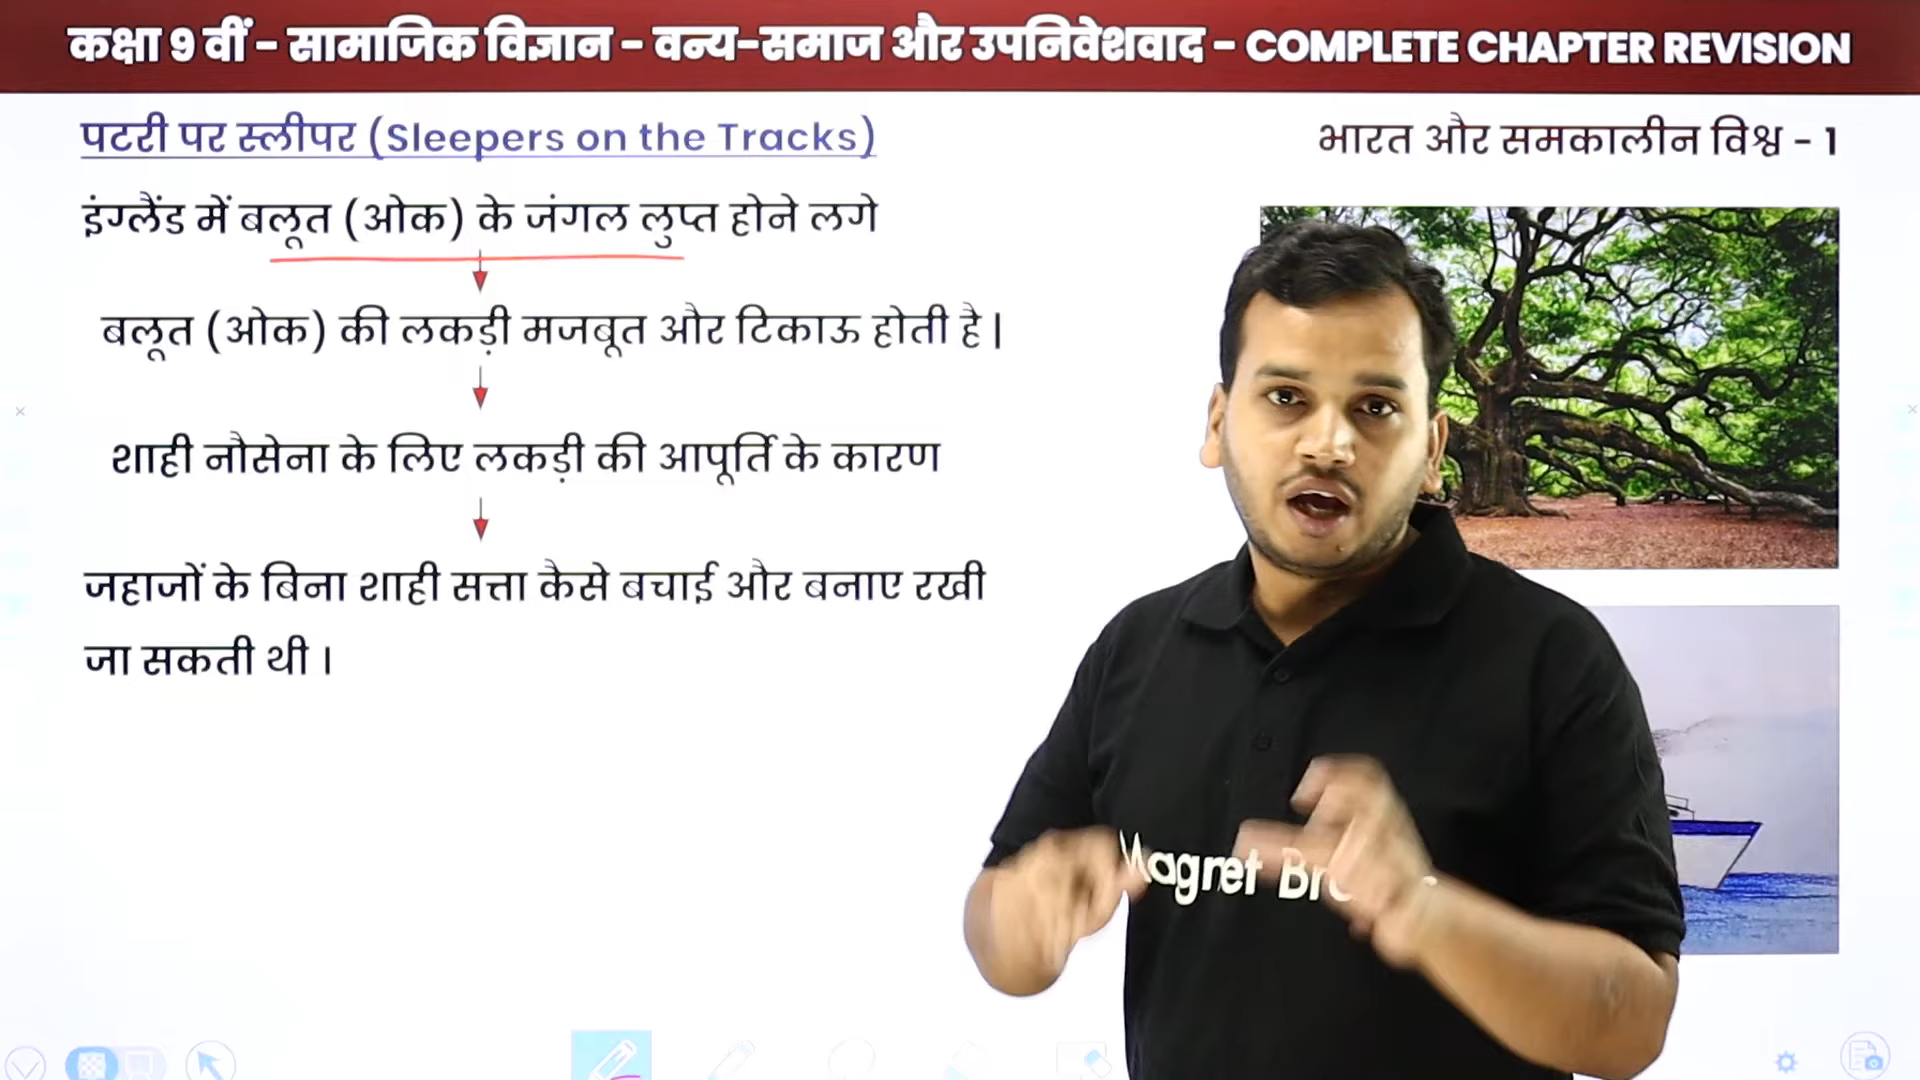 कक्षा 9 वीं - सामाजिक विज्ञान - वन्य-समाज और उपनिवेशवाद - COMPLETE CHAPTER REVISION
पटरी पर स्लीपर (Sleepers on the Tracks)
भारत और समकालीन विश्व - 1
इंग्लैंड में बलूत (ओक) के जंगल लुप्त होने लगे
बलूत (ओक) की लकड़ी मजबूत और टिकाऊ होती है |
शाही नौसेना के लिए लकड़ी की आपूर्ति के कारण
जहाजों के बिना शाही सत्ता कैसे बचाई और बनाए रखी
जा सकती थी ।
Magnet